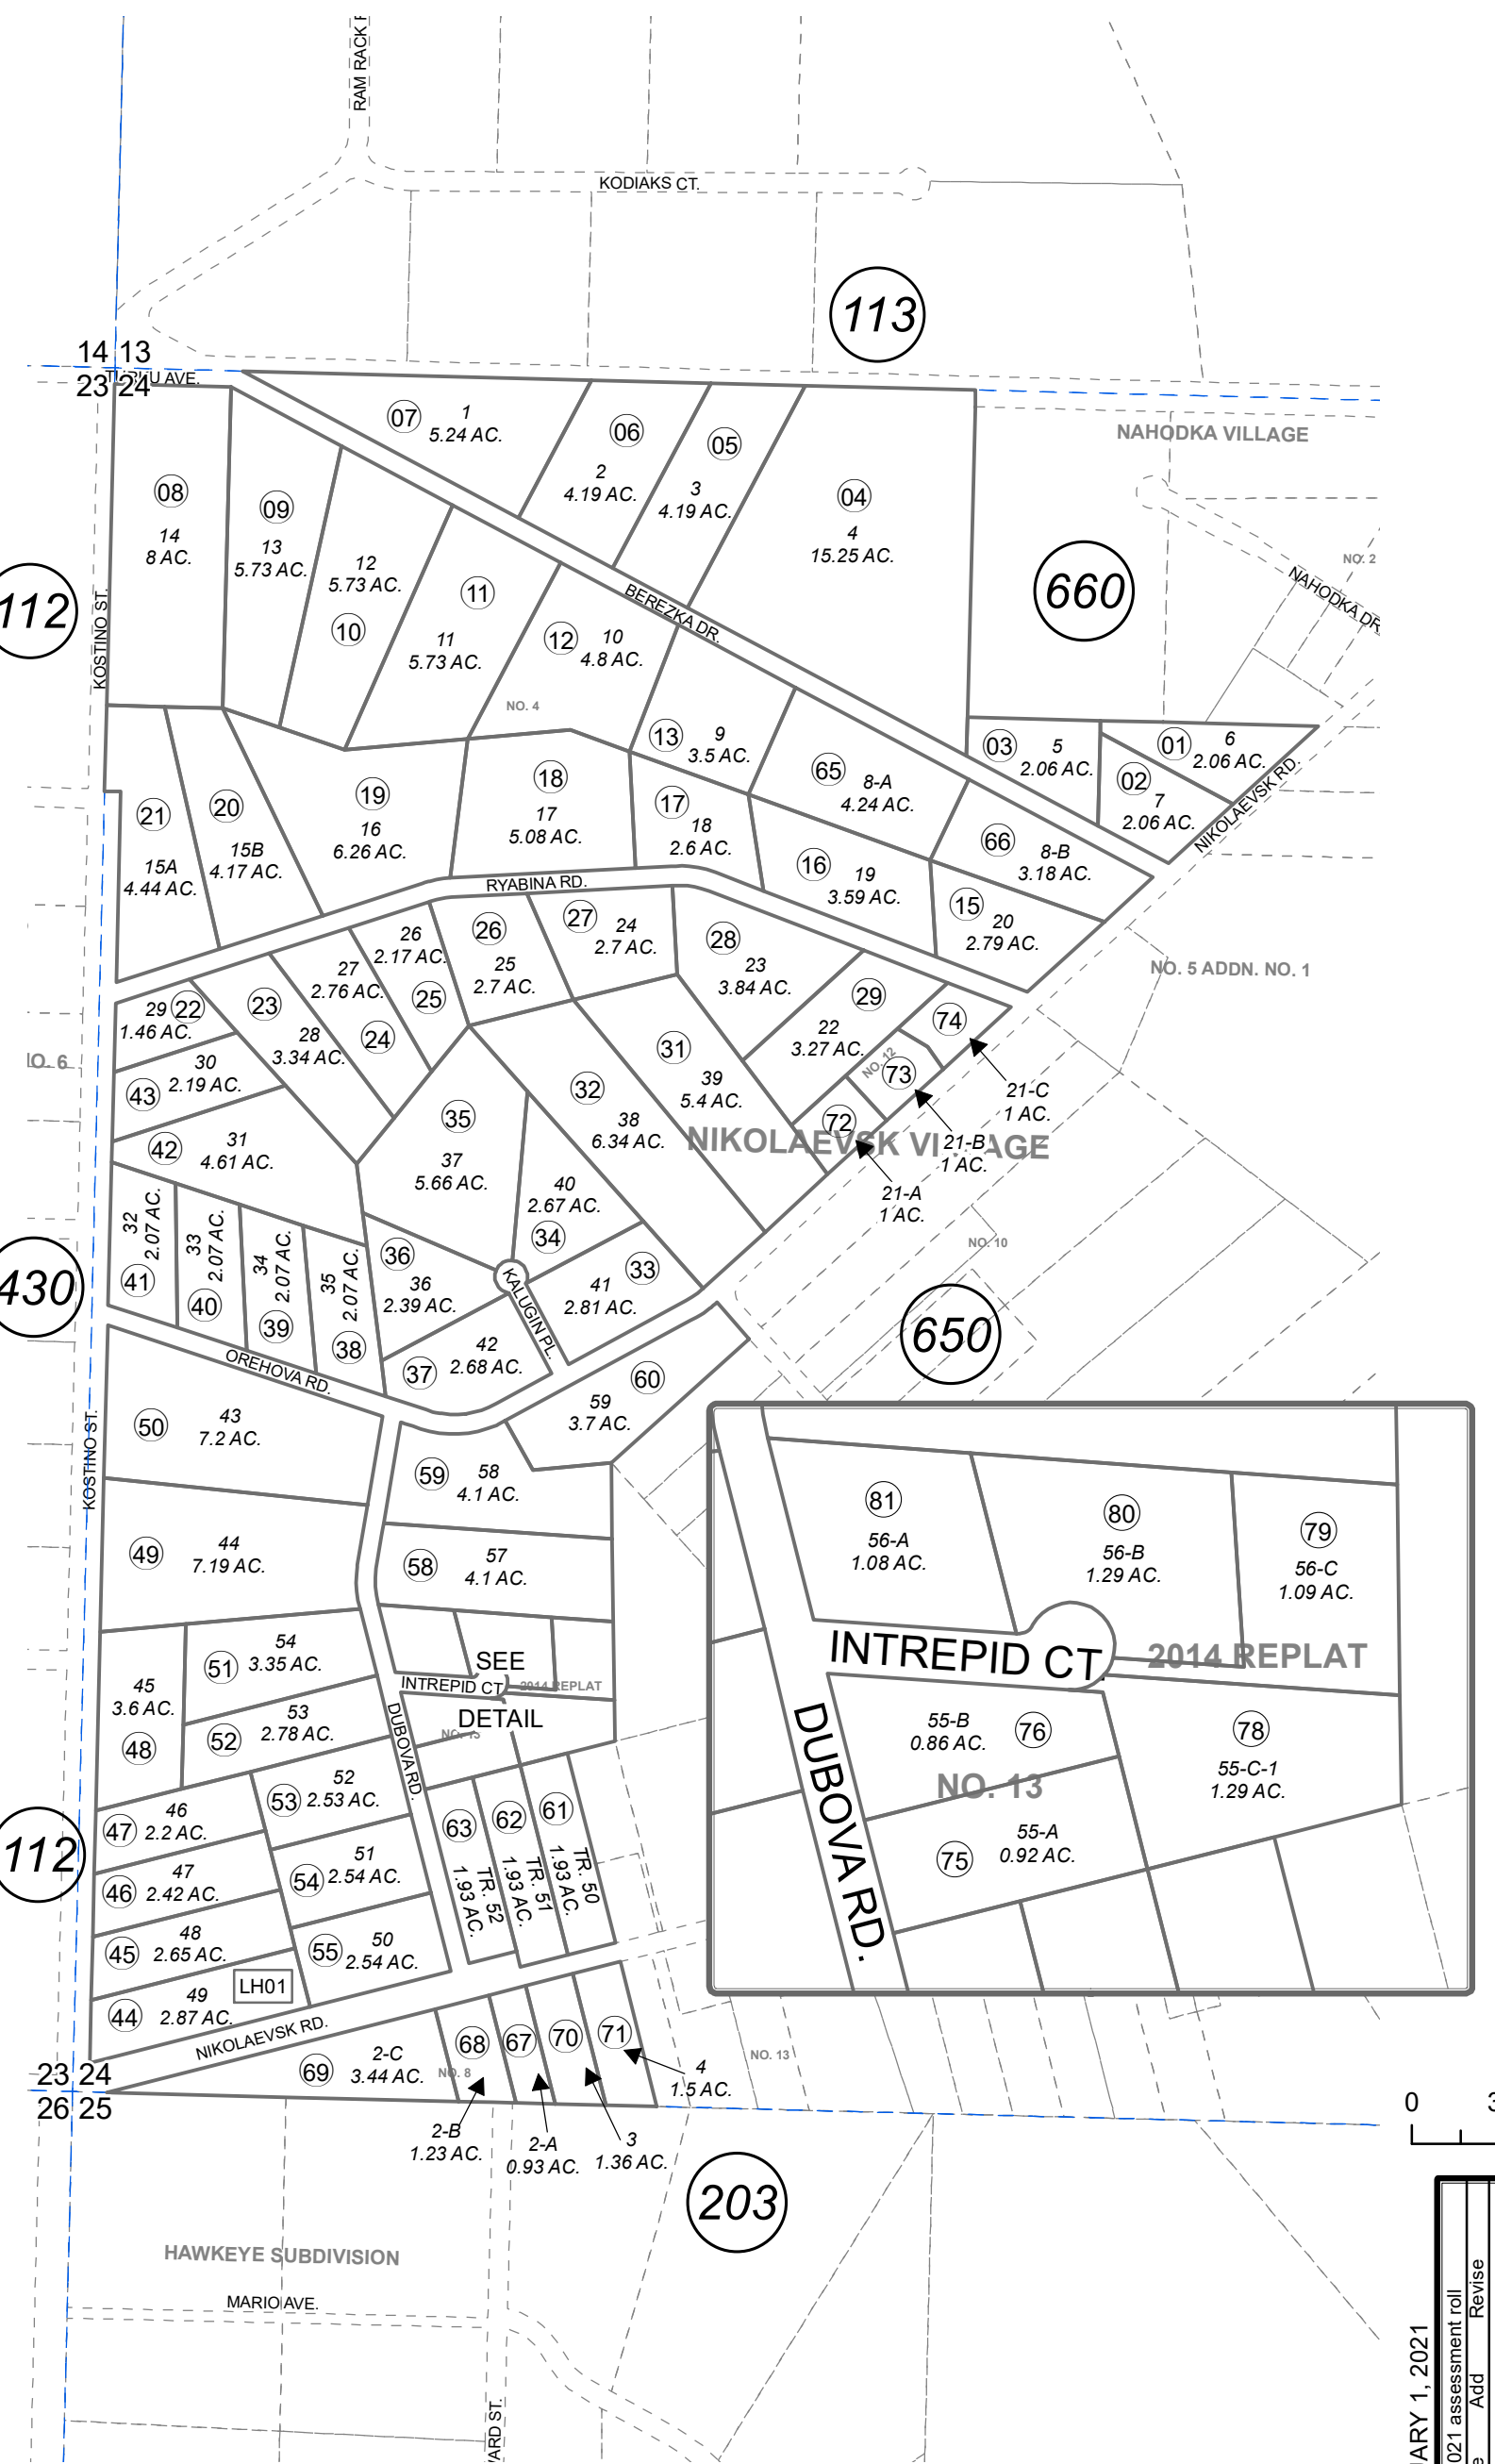 RAM RACK
KODIAKS CT.
113
14 13
23 24
AVE.
NAHODKA VILLAGE
07
1
5.24 AC.
06
2
4.19 AC.
05
3
4.19 AC.
04
4
15.25 AC.
08
14
8 AC.
09
13
5.73 AC.
12
5.73 AC.
10
11
11
5.73 AC.
12
10
4.8 AC.
NO. 4
BEREZKA DR.
112
KOSTINO ST.
660
NO. 2
NAHODKA DR.
13
9
3.5 AC.
65
8-A
4.24 AC.
03
5
2.06 AC.
01
6
2.06 AC.
02
7
2.06 AC.
NIKOLAEVSK RD.
21
15A
4.44 AC.
20
15B
4.17 AC.
19
16
6.26 AC.
18
17
5.08 AC.
17
18
2.6 AC.
16
19
3.59 AC.
66
8-B
3.18 AC.
15
20
2.79 AC.
RYABINA RD.
NO. 5 ADDN. NO. 1
26
2.17 AC.
25
26
25
2.7 AC.
27
24
2.7 AC.
28
23
3.84 AC.
29
22
3.27 AC.
74
NO. 12
73
72
21-C
1 AC.
21-B
1 AC.
21-A
1 AC.
29
22
1.46 AC.
23
28
3.34 AC.
27
2.76 AC.
24
NO. 6
30
2.19 AC.
43
42
31
4.61 AC.
35
37
5.66 AC.
32
38
6.34 AC.
31
39
5.4 AC.
NIKOLAEVSK VILLAGE
40
2.67 AC.
34
33
41
2.81 AC.
NO. 10
650
430
32
2.07 AC.
41
33
2.07 AC.
40
34
2.07 AC.
39
35
2.07 AC.
38
36
36
2.39 AC.
KALUGIN PL.
37
42
2.68 AC.
OREHOVA RD.
60
59
3.7 AC.
50
43
7.2 AC.
KOSTINO ST.
59
58
4.1 AC.
49
44
7.19 AC.
58
57
4.1 AC.
81
56-A
1.08 AC.
80
56-B
1.29 AC.
79
56-C
1.09 AC.
INTREPID CT.
2014 REPLAT
DUBOVA RD.
55-B
0.86 AC.
76
78
55-C-1
1.29 AC.
NO. 13
75
55-A
0.92 AC.
SEE
INTREPID CT.
2014 REPLAT
DETAIL
NO. 13
DUBOVA RD.
45
3.6 AC.
48
51
54
3.35 AC.
52
53
2.78 AC.
53
52
2.53 AC.
47
46
2.2 AC.
46
47
2.42 AC.
54
51
2.54 AC.
45
48
2.65 AC.
55
50
2.54 AC.
44
49
2.87 AC.
LH01
112
63
TR. 52
1.93 AC.
62
TR. 51
1.93 AC.
61
TR. 50
1.93 AC.
NIKOLAEVSK RD.
69
2-C
3.44 AC.
NO. 8
68
67
70
71
4
1.5 AC.
NO. 13
23 24
26 25
2-B
1.23 AC.
2-A
0.93 AC.
3
1.36 AC.
203
0
HAWKEYE SUBDIVISION
MARIO AVE.
ARD ST.
ARY 1, 2021
021 assessment roll
Add
Revise